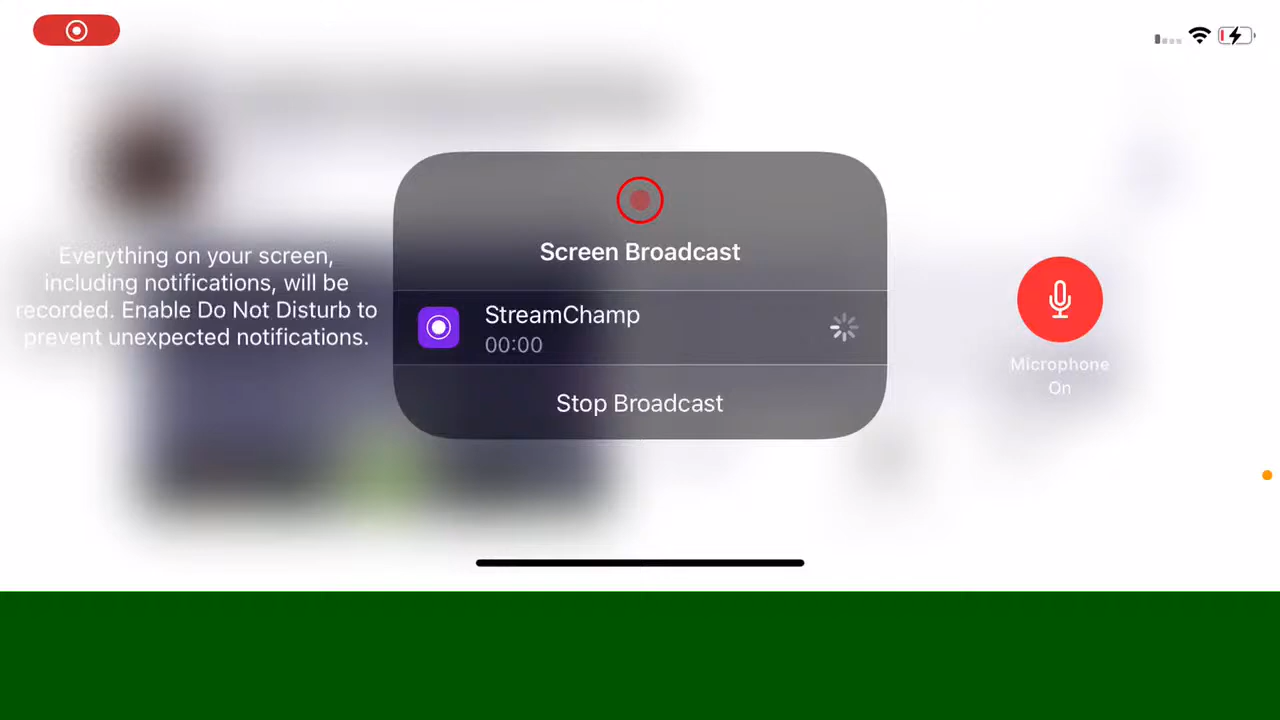 Everything on your screen,
including notifications, will be
recorded. Enable Do Not Disturb to
prevent unexpected notifications.
Screen Broadcast
StreamChamp
00:00
Stop Broadcast
Microphone
On